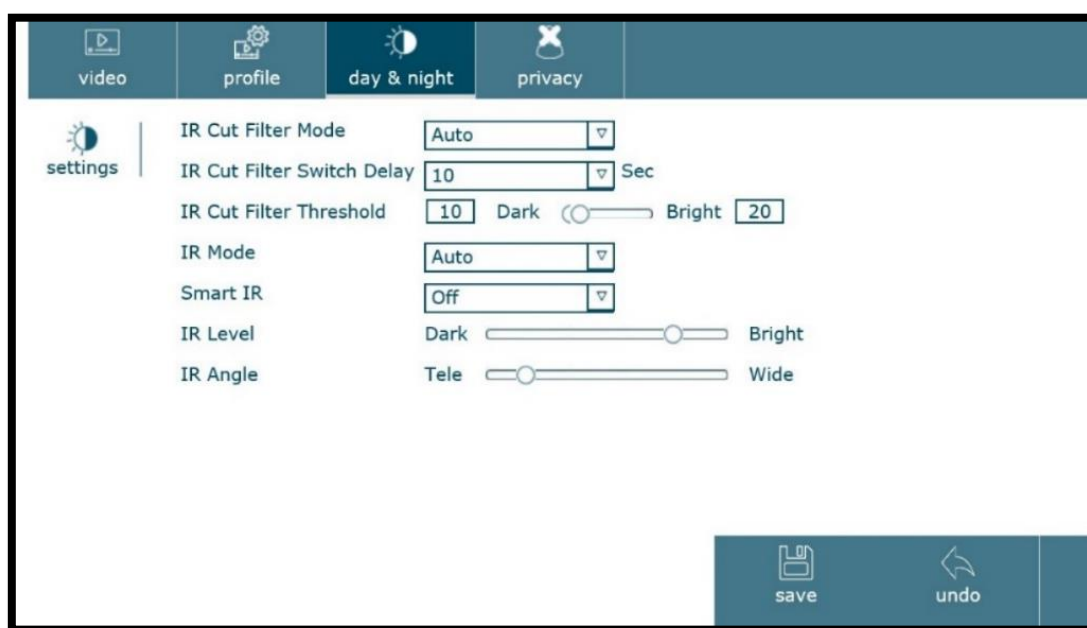 video profile day & night privacy
settings
IR Cut Filter Mode Auto
IR Cut Filter Switch Delay 10 Sec
IR Cut Filter Threshold 10 Dark Bright 20
IR Mode Auto
Smart IR Off
IR Level Dark Bright
IR Angle Tele Wide
save undo